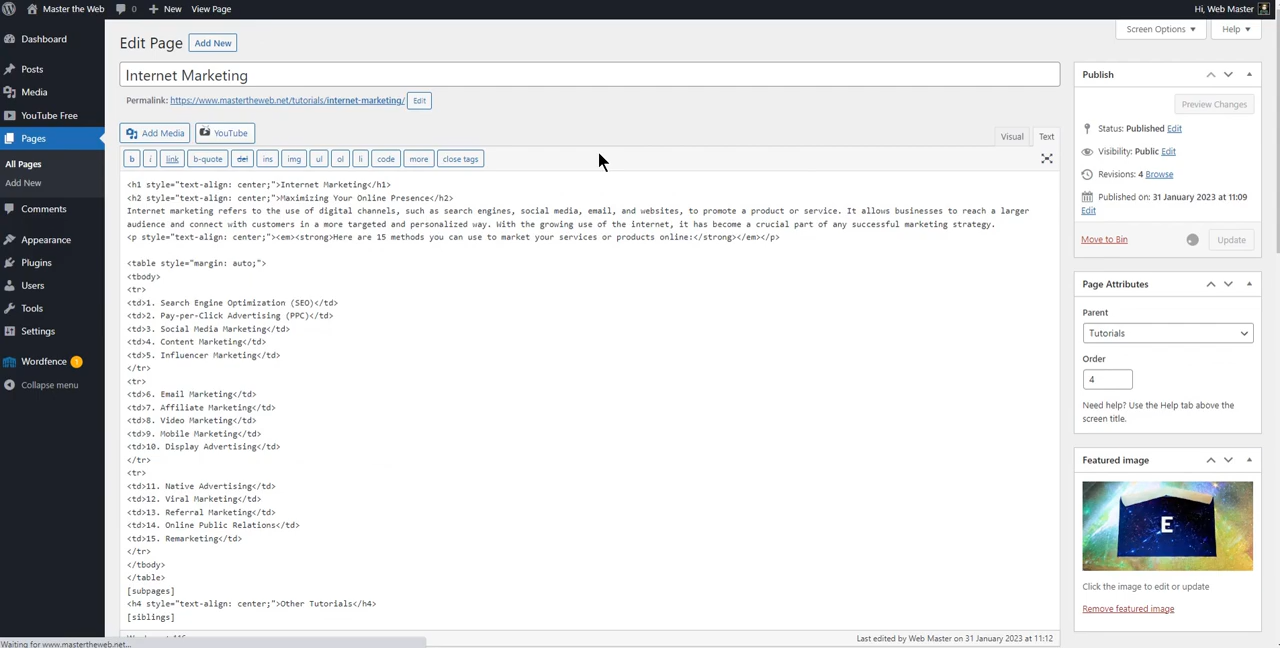 Master the Web 0 New View Page Hi, Web Master
Dashboard
Posts
Media
YouTube Free
Pages
All Pages
Add New
Comments
Appearance
Plugins
Users
Tools
Settings
Wordfence 1
Collapse menu
Screen Options Help
Edit Page Add New
Internet Marketing
Permalink: https://www.mastertheweb.net/tutorials/internet-marketing/ Edit
Add Media YouTube Visual Text
b i link b-quote del ins img ul ol li code more close tags
<h1 style="text-align: center;">Internet Marketing</h1>
<h2 style="text-align: center;">Maximizing Your Online Presence</h2>
Internet marketing refers to the use of digital channels, such as search engines, social media, email, and websites, to promote a product or service. It allows businesses to reach a larger
audience and connect with customers in a more targeted and personalized way. With the growing use of the internet, it has become a crucial part of any successful marketing strategy.
<p style="text-align: center;"><em><strong>Here are 15 methods you can use to market your services or products online:</strong></em></p>
<table style="margin: auto;">
<tbody>
<tr>
<td>1. Search Engine Optimization (SEO)</td>
<td>2. Pay-per-Click Advertising (PPC)</td>
<td>3. Social Media Marketing</td>
<td>4. Content Marketing</td>
<td>5. Influencer Marketing</td>
</tr>
<tr>
<td>6. Email Marketing</td>
<td>7. Affiliate Marketing</td>
<td>8. Video Marketing</td>
<td>9. Mobile Marketing</td>
<td>10. Display Advertising</td>
</tr>
<tr>
<td>11. Native Advertising</td>
<td>12. Viral Marketing</td>
<td>13. Referral Marketing</td>
<td>14. Online Public Relations</td>
<td>15. Remarketing</td>
</tr>
</tbody>
</table>
[subpages]
<h4 style="text-align: center;">Other Tutorials</h4>
[siblings]
Last edited by Web Master on 31 January 2023 at 11:12
Publish
Preview Changes
Status: Published Edit
Visibility: Public Edit
Revisions: 4 Browse
Published on: 31 January 2023 at 11:09
Edit
Move to Bin Update
Page Attributes
Parent
Tutorials
Order
4
Need help? Use the Help tab above the
screen title.
Featured image
E
Click the image to edit or update
Remove featured image
Waiting for www.mastertheweb.net...